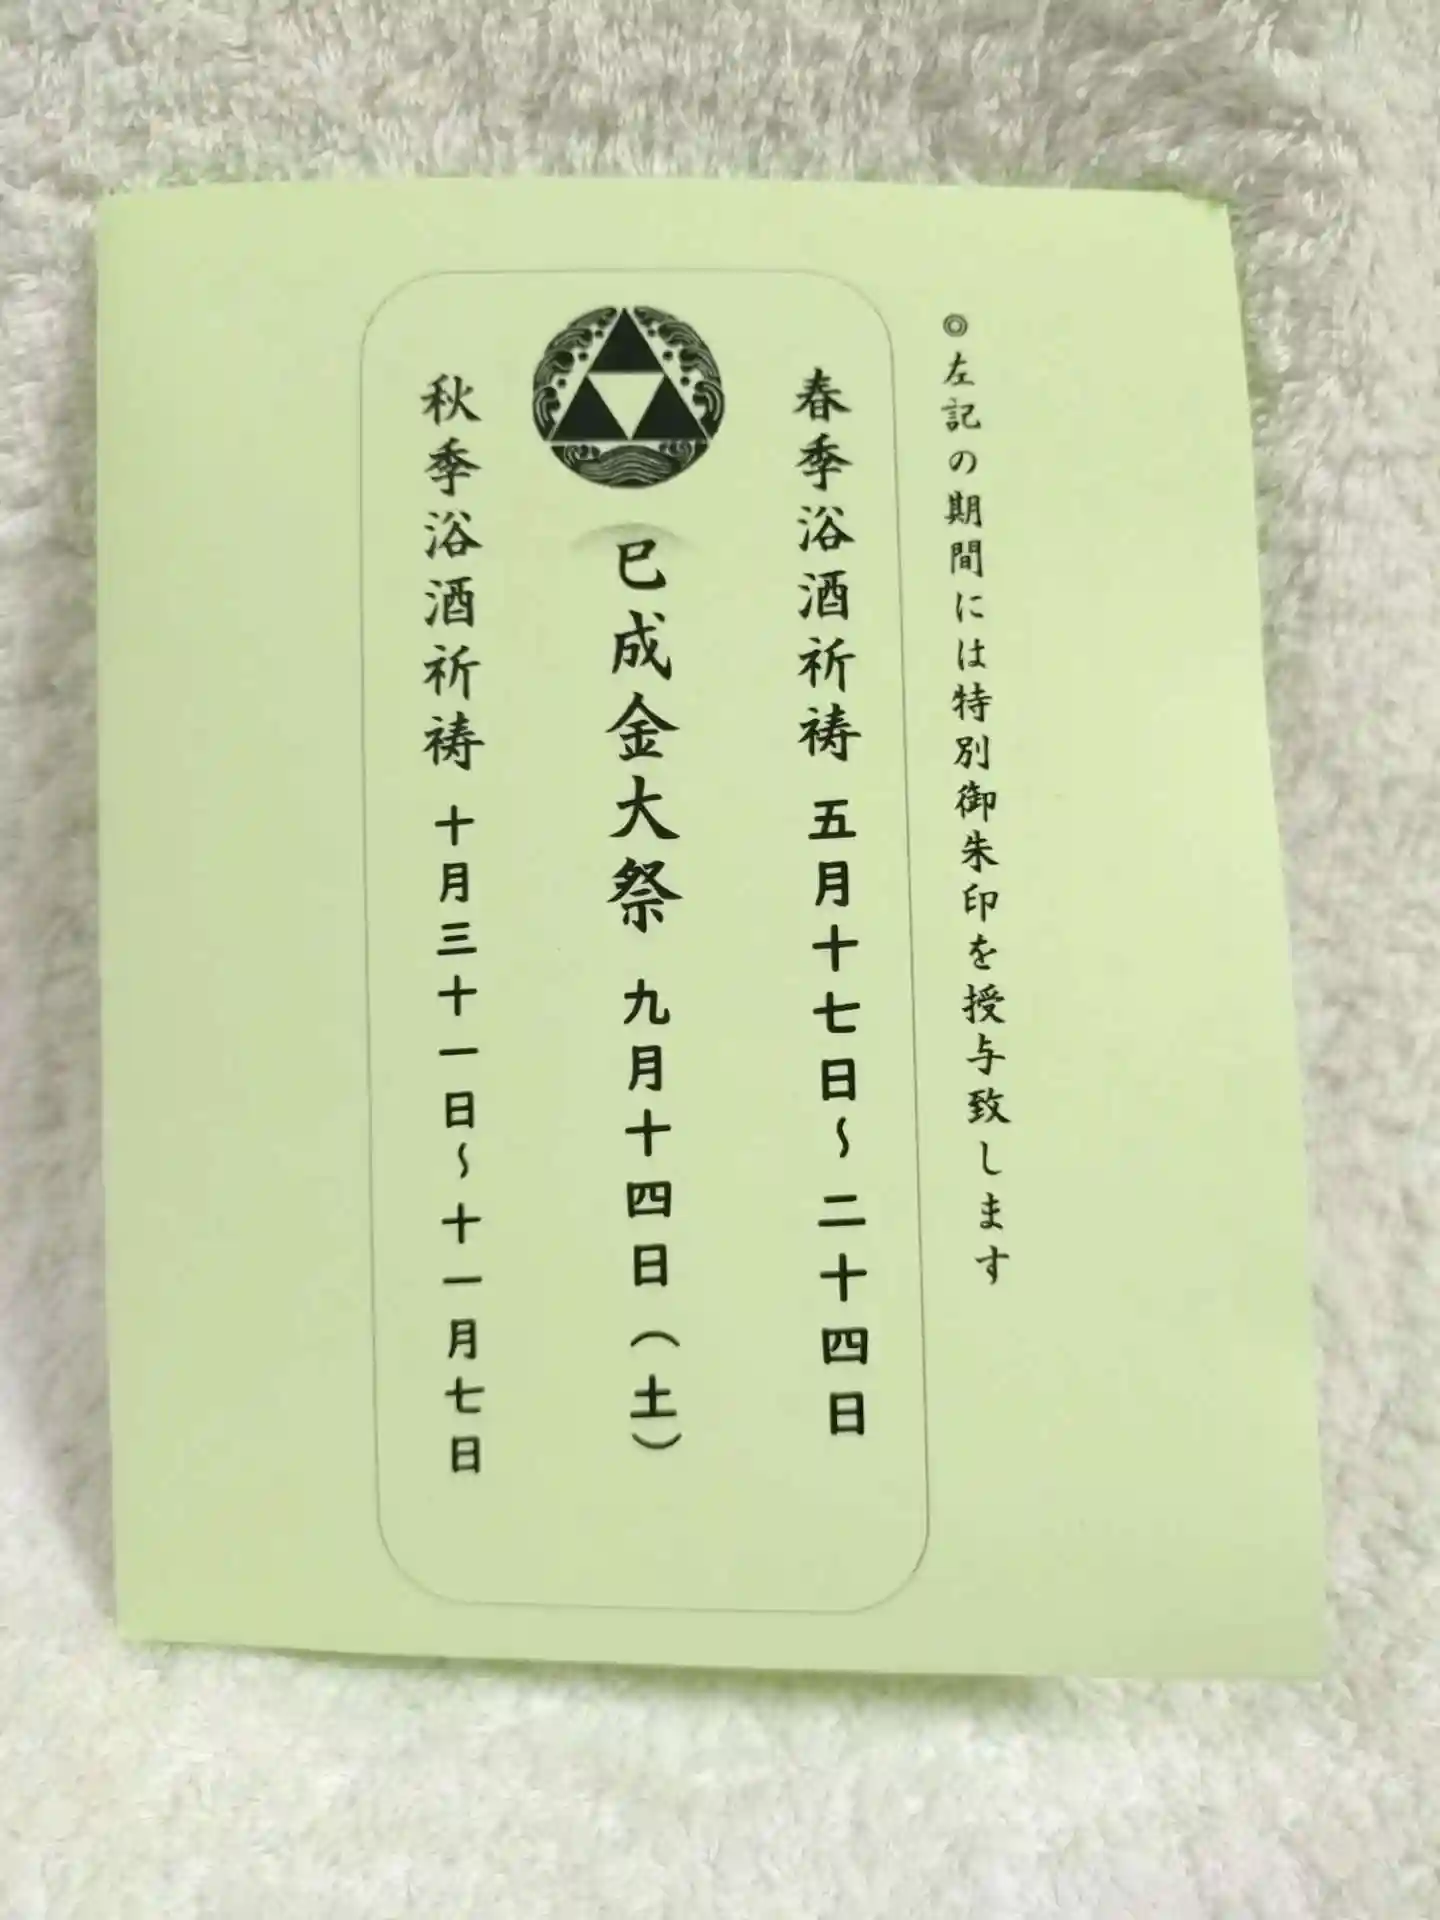 ◎左記の期間には特別御朱印を授与致します
春季浴酒祈祷 五月十七日～二十四日
巳成金大祭 九月十四日（土）
秋季浴酒祈祷 十月三十一日～十一月七日